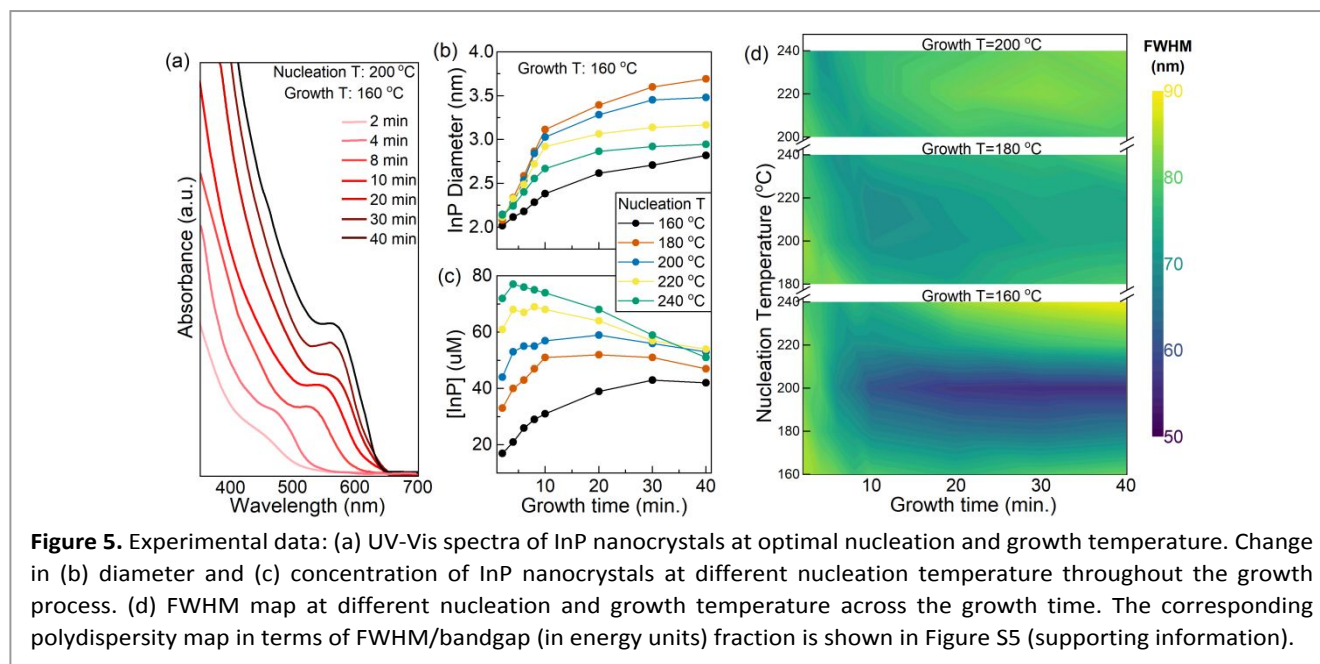 (a)
Nucleation T: 200 °C
Growth T: 160 °C
2 min
4 min
8 min
10 min
20 min
30 min
40 min
Absorbance (a.u.)
400 500 600 700
Wavelength (nm)
(b)
Growth T: 160 °C
4.0
3.5
3.0
2.5
2.0
InP Diameter (nm)
Nucleation T
160 °C
180 °C
200 °C
220 °C
240 °C
(c)
80
60
40
20
[InP] (uM)
10 20 30 40
Growth time (min.)
(d)
Growth T=200 °C
240
220
200
Growth T=180 °C
240
220
200
180
Growth T=160 °C
240
220
200
180
160
Nucleation Temperature (°C)
10 20 30 40
Growth time (min.)
FWHM
(nm)
90
80
70
60
50
Figure 5. Experimental data: (a) UV-Vis spectra of InP nanocrystals at optimal nucleation and growth temperature. Change
in (b) diameter and (c) concentration of InP nanocrystals at different nucleation temperature throughout the growth
process. (d) FWHM map at different nucleation and growth temperature across the growth time. The corresponding
polydispersity map in terms of FWHM/bandgap (in energy units) fraction is shown in Figure S5 (supporting information).